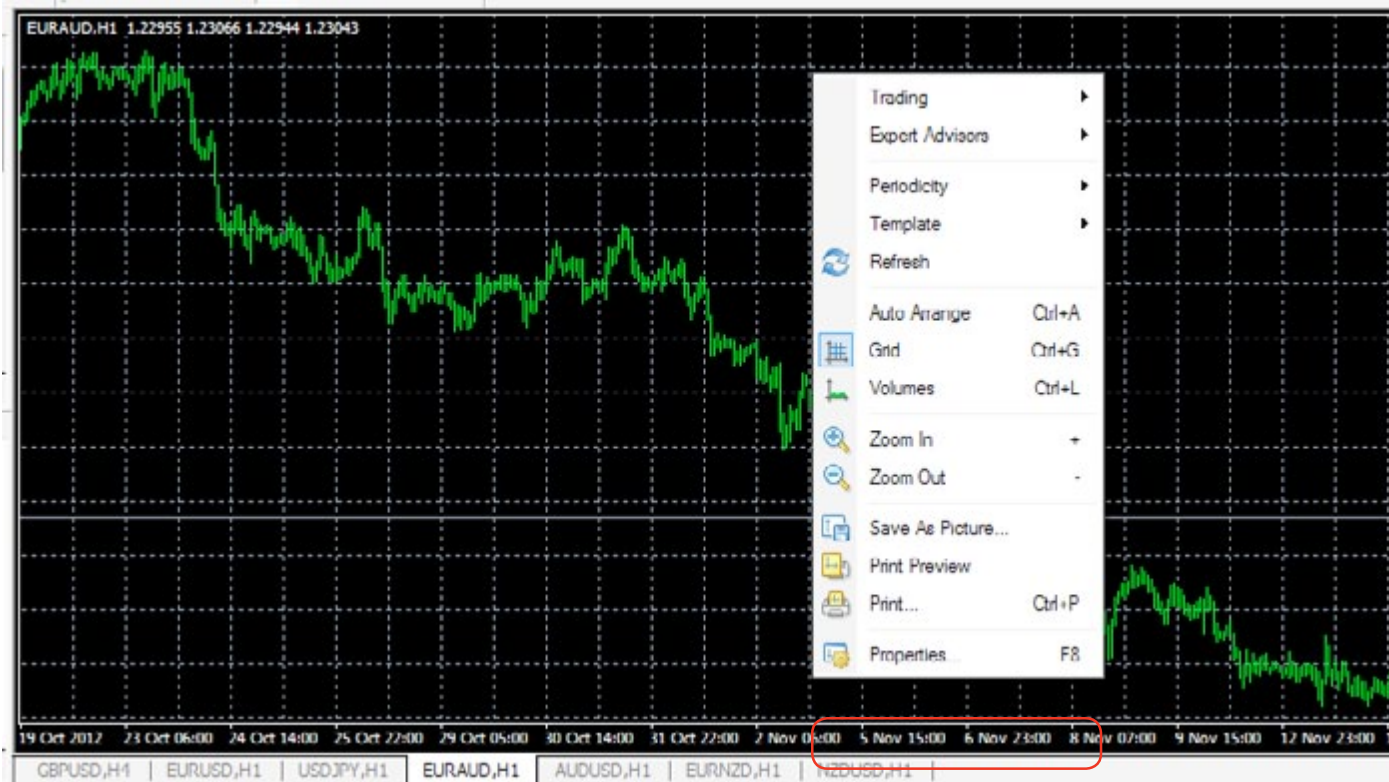 EURAUD,H1 1.22955 1.23066 1.22944 1.23043
Trading
Expert Advisors
Periodicity
Template
Refresh
Auto Arrange Ctrl+A
Grid Ctrl+G
Volumes Ctrl+L
Zoom In +
Zoom Out -
Save As Picture...
Print Preview
Print... Ctrl+P
Properties... F8
19 Oct 2012 23 Oct 06:00 24 Oct 14:00 25 Oct 22:00 29 Oct 05:00 30 Oct 14:00 31 Oct 22:00 2 Nov 06:00 5 Nov 15:00 6 Nov 23:00 8 Nov 07:00 9 Nov 15:00 12 Nov 23:00
GBPUSD,H4 | EURUSD,H1 | USDJPY,H1 | EURAUD,H1 | AUDUSD,H1 | EURNZD,H1 | NZDUSD,H1 |